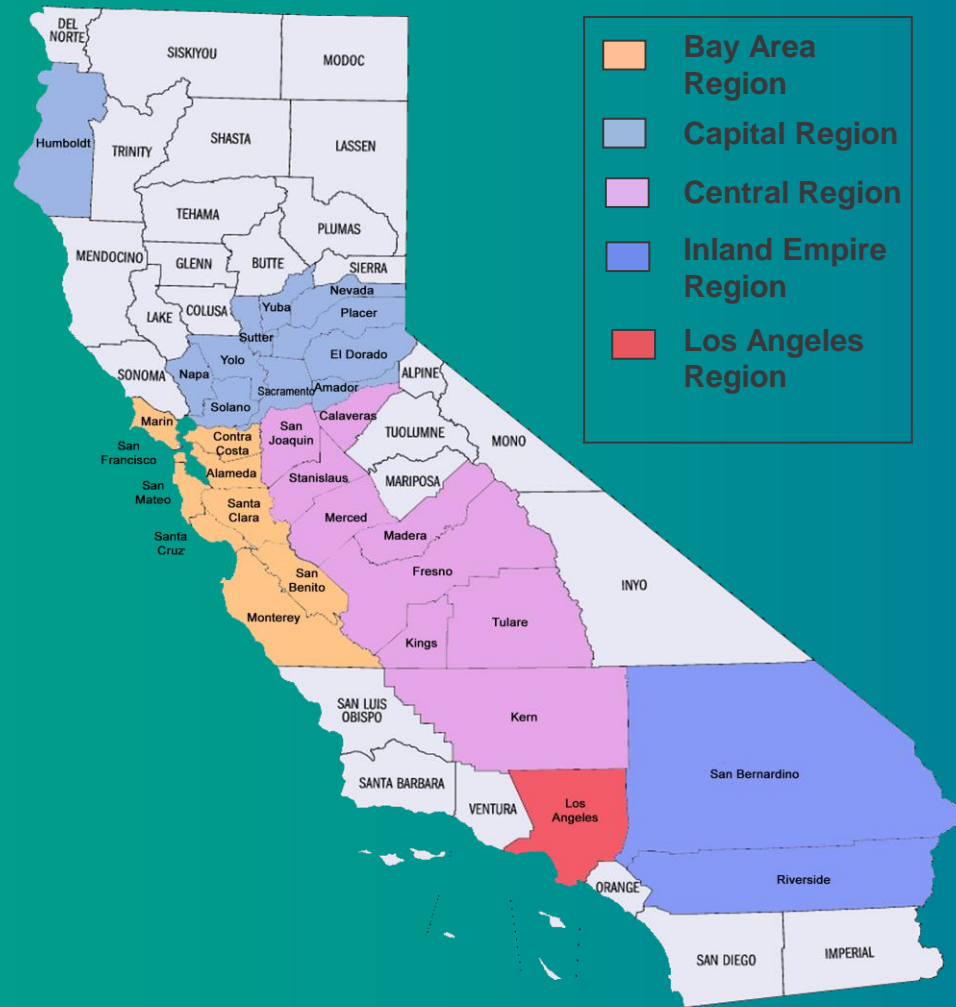 DEL
NORTE
SISKIYOU
MODOC
Humboldt
TRINITY
SHASTA
LASSEN
TEHAMA
PLUMAS
MENDOCINO
GLENN
BUTTE
SIERRA
LAKE
COLUSA
Yuba
Nevada
Placer
Sutter
El Dorado
Yolo
SONOMA
Napa
Sacramento
Amador
ALPINE
Solano
Marin
Calaveras
San
Joaquin
TUOLUMNE
MONO
San
Francisco
Contra
Costa
Alameda
Stanislaus
MARIPOSA
San
Mateo
Santa
Clara
Merced
Madera
Santa
Cruz
San
Benito
Fresno
INYO
Monterey
Kings
Tulare
SAN LUIS
OBISPO
Kern
San Bernardino
SANTA BARBARA
VENTURA
Los
Angeles
ORANGE
Riverside
SAN DIEGO
IMPERIAL
Bay Area
Region
Capital Region
Central Region
Inland Empire
Region
Los Angeles
Region